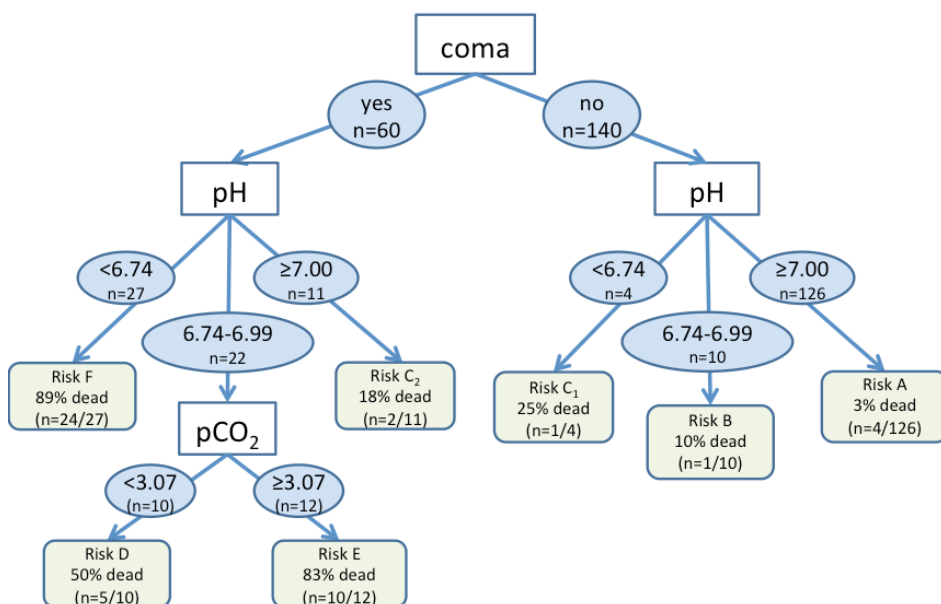 coma
yes
n=60
no
n=140
pH
pH
<6.74
n=27
≥7.00
n=11
<6.74
n=4
≥7.00
n=126
6.74-6.99
n=22
6.74-6.99
n=10
Risk F
89% dead
(n=24/27)
Risk C₂
18% dead
(n=2/11)
Risk C₁
25% dead
(n=1/4)
Risk B
10% dead
(n=1/10)
Risk A
3% dead
(n=4/126)
pCO₂
<3.07
(n=10)
≥3.07
(n=12)
Risk D
50% dead
(n=5/10)
Risk E
83% dead
(n=10/12)